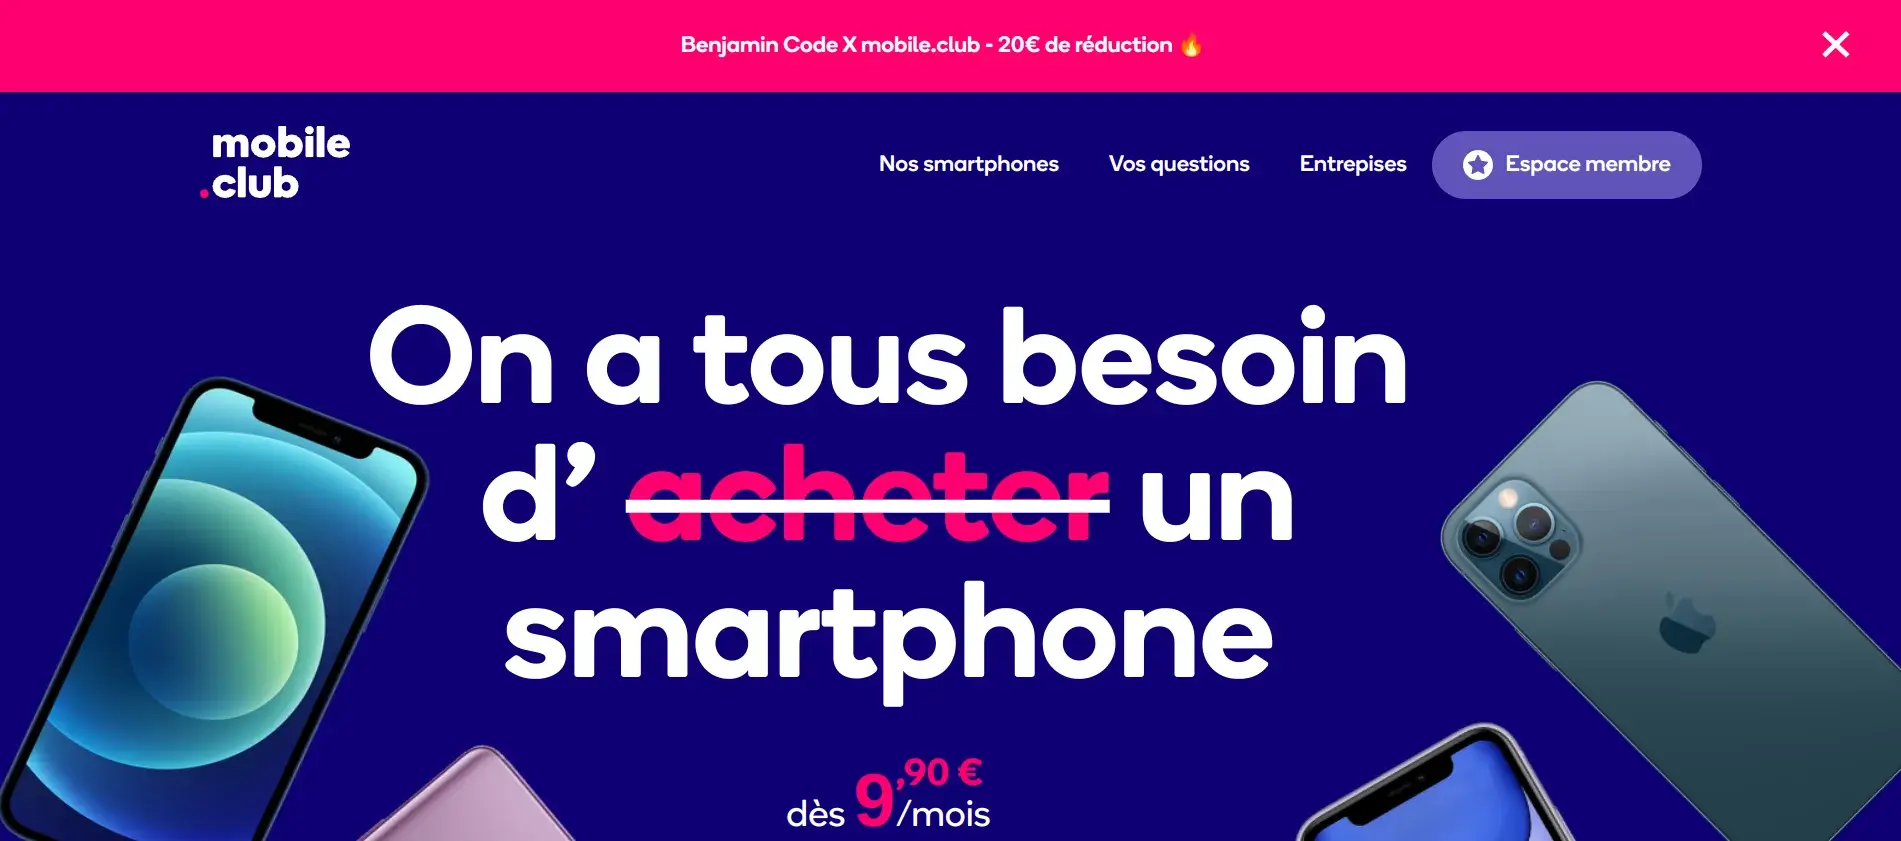 Benjamin Code X mobile.club - 20€ de réduction 🔥
mobile
.club
Nos smartphones
Vos questions
Entrepises
Espace membre
On a tous besoin
d’ acheter un
smartphone
dès 9,90 €/mois